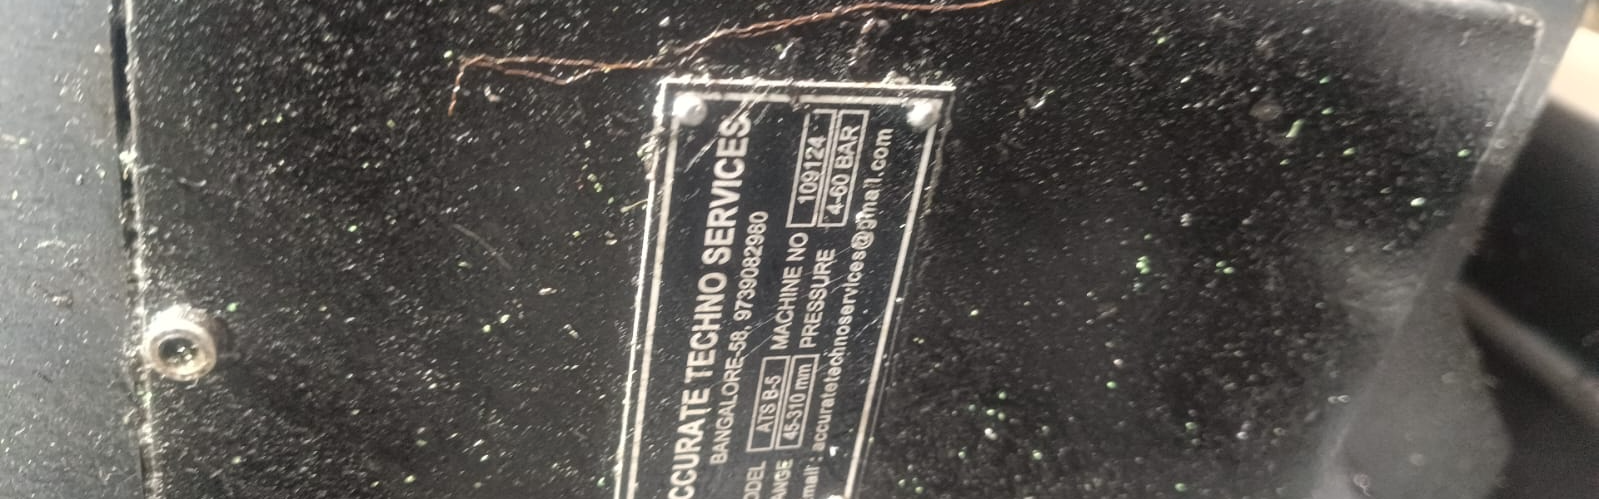 CCURATE TECHNO SERVICES
BANGALORE-58, 9739082980
ODEL ATS B-5 MACHINE NO 109124
ANGE 45-310 mm PRESSURE 4-60 BAR
mail : accuratetechnoservices@gmail.com